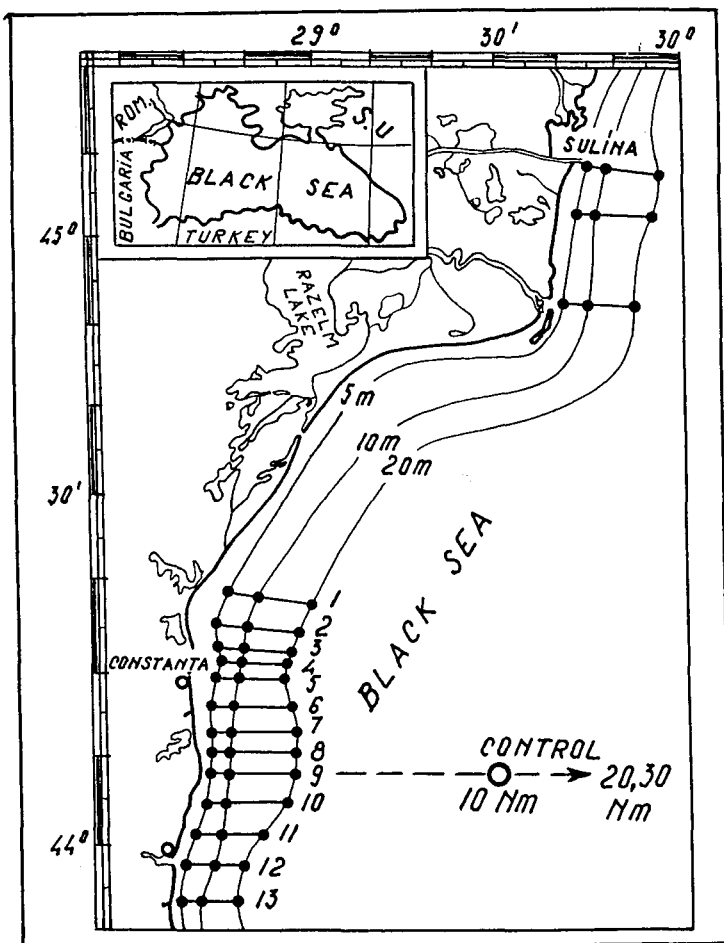 29°
30'
30°
ROM.
S.U
BULGARIA
BLACK SEA
TURKEY
SULINA
45°
RAZELM
LAKE
5m
10m
20m
30'
BLACK SEA
1
2
3
CONSTANTA
4
5
6
7
8
9
10
11
12
13
CONTROL
10 Nm
20,30
Nm
44°